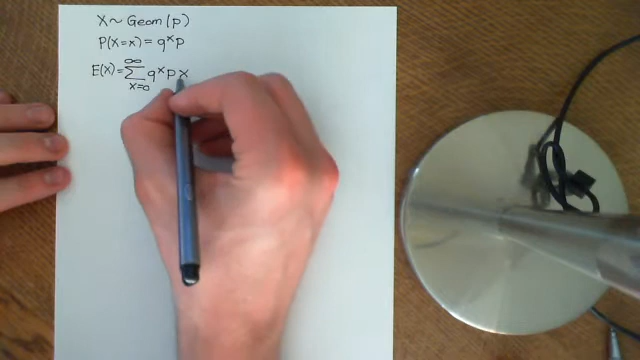 X ~ Geom(p)
P(X=x) = q^x p
E(X) = ∑_{x=0}^{∞} q^x p x